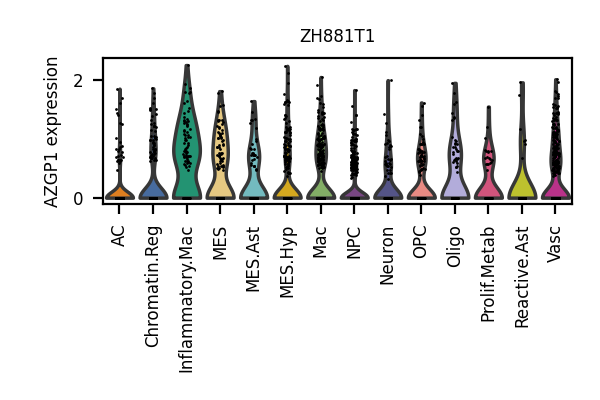 ZH881T1
AZGP1 expression
2
0
AC
Chromatin.Reg
Inflammatory.Mac
MES
MES.Ast
MES.Hyp
Mac
NPC
Neuron
OPC
Oligo
Prolif.Metab
Reactive.Ast
Vasc